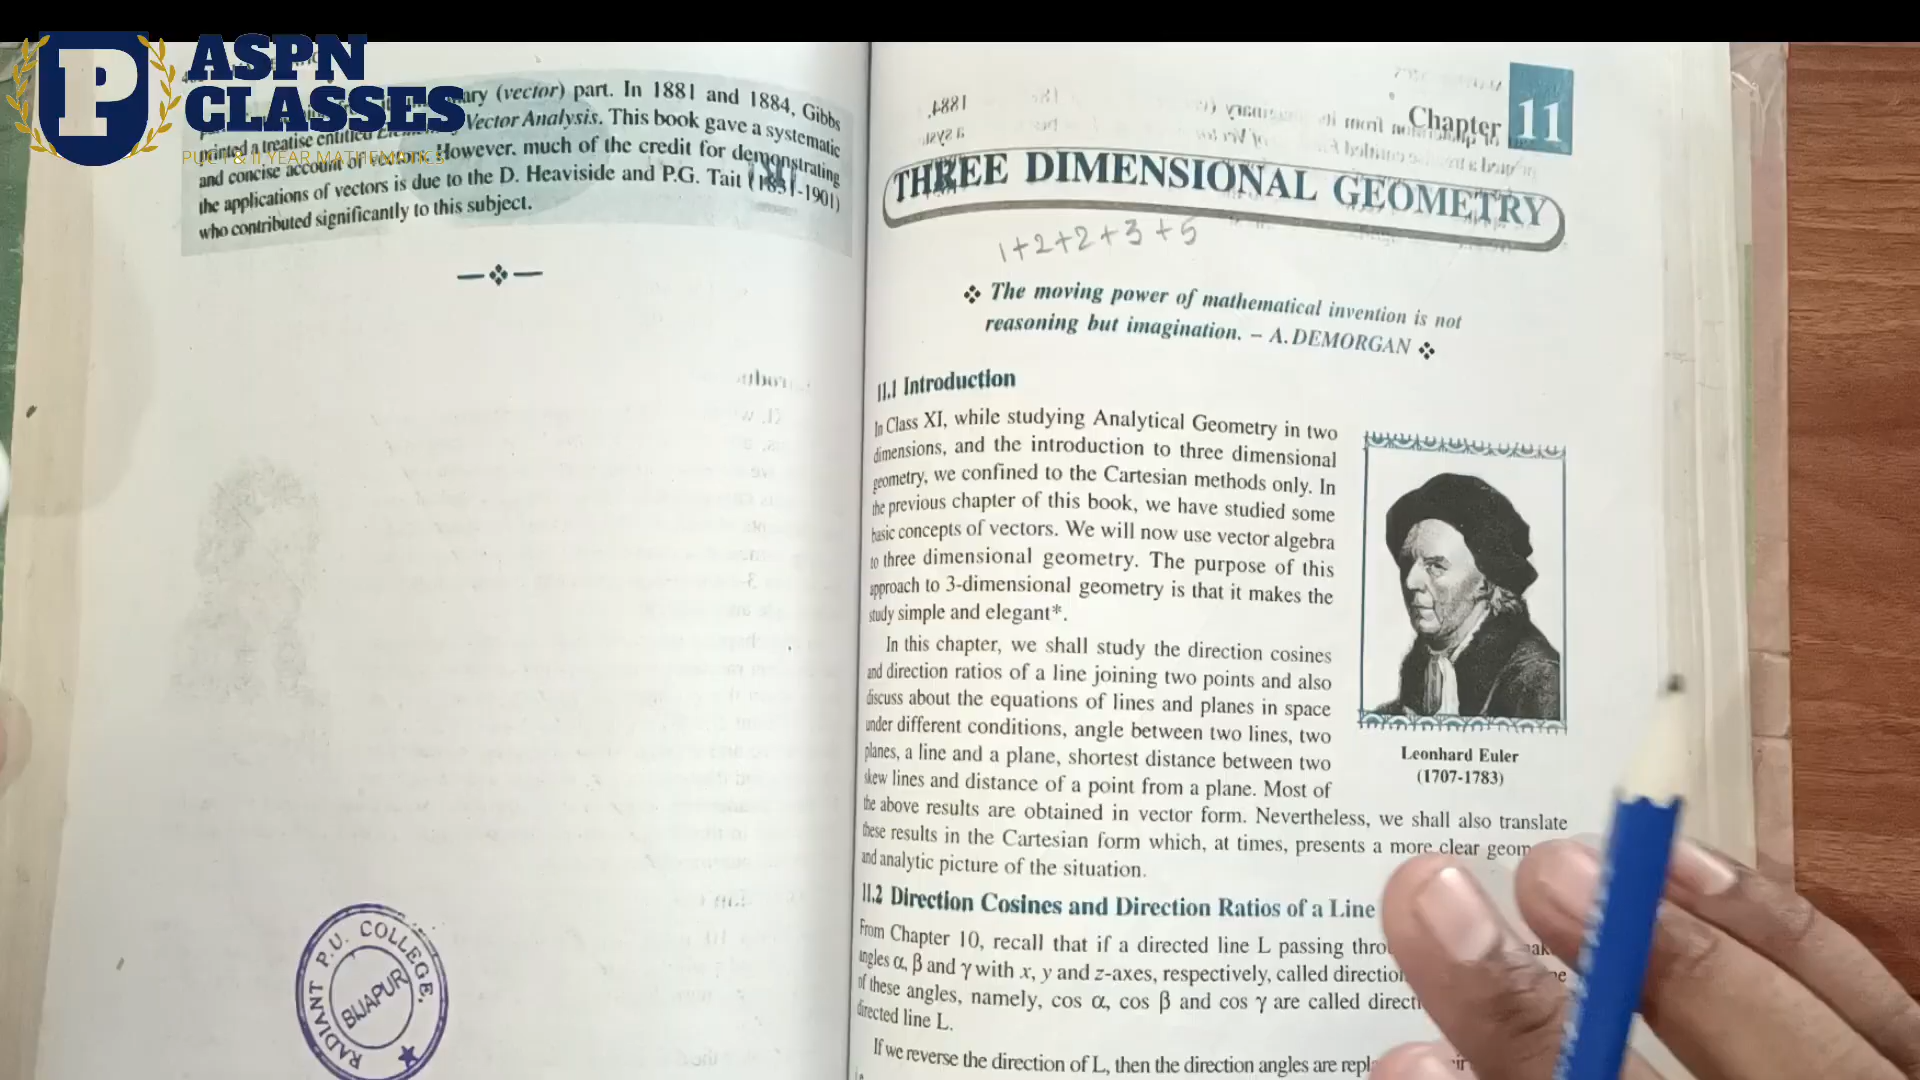 P
ASPN
CLASSES
PUC I & II YEAR MATHEMATICS
(vector) part. In 1881 and 1884, Gibbs
printed a treatise entitled Vector Analysis. This book gave a systematic
and concise account of vectors. However, much of the credit for demonstrating
the applications of vectors is due to the D. Heaviside and P.G. Tait (1831-1901)
who contributed significantly to this subject.
RADIANT P.U. COLLEGE,
BIJAPUR
Chapter 11
THREE DIMENSIONAL GEOMETRY
1+2+2+3+5
The moving power of mathematical invention is not
reasoning but imagination. – A. DEMORGAN
11.1 Introduction
In Class XI, while studying Analytical Geometry in two
dimensions, and the introduction to three dimensional
geometry, we confined to the Cartesian methods only. In
the previous chapter of this book, we have studied some
basic concepts of vectors. We will now use vector algebra
to three dimensional geometry. The purpose of this
approach to 3-dimensional geometry is that it makes the
study simple and elegant*.
In this chapter, we shall study the direction cosines
and direction ratios of a line joining two points and also
discuss about the equations of lines and planes in space
under different conditions, angle between two lines, two
planes, a line and a plane, shortest distance between two
skew lines and distance of a point from a plane. Most of
the above results are obtained in vector form. Nevertheless, we shall also translate
these results in the Cartesian form which, at times, presents a more clear geom
and analytic picture of the situation.
Leonhard Euler
(1707-1783)
11.2 Direction Cosines and Direction Ratios of a Line
From Chapter 10, recall that if a directed line L passing thro
angles α, β and γ with x, y and z-axes, respectively, called direction
of these angles, namely, cos α, cos β and cos γ are called direct
directed line L.
If we reverse the direction of L, then the direction angles are repl